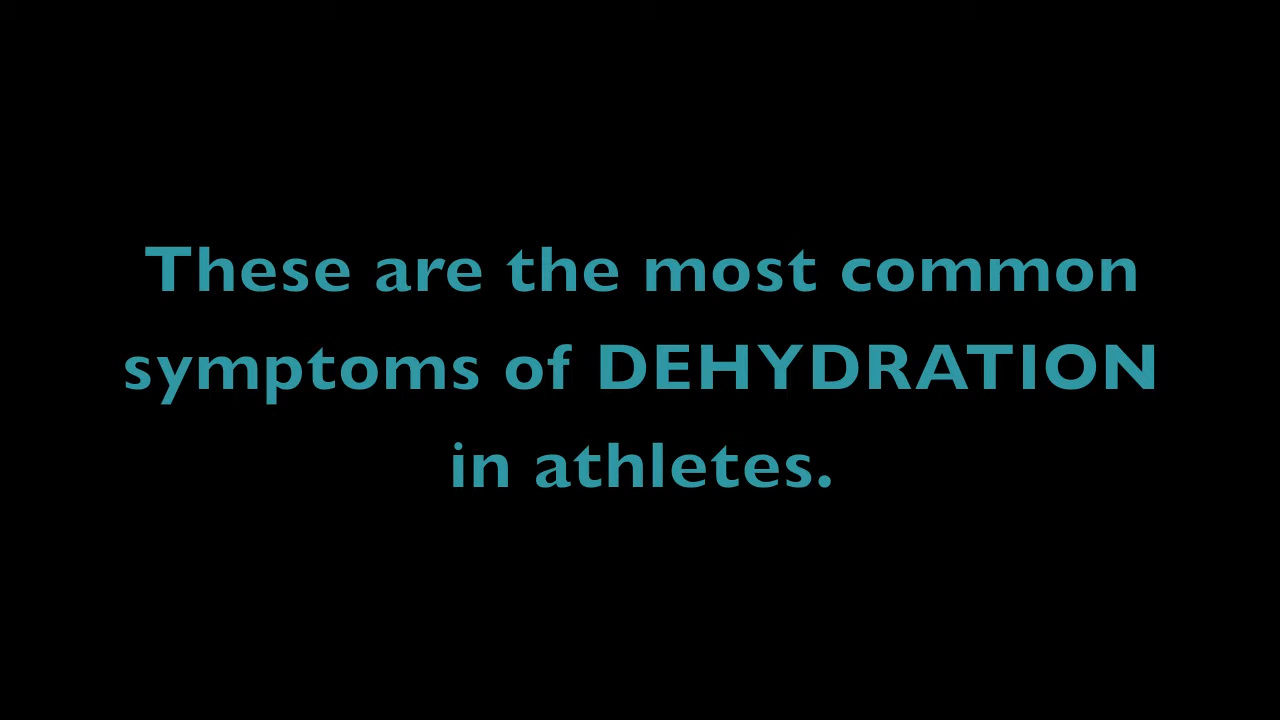 These are the most common
symptoms of DEHYDRATION
in athletes.